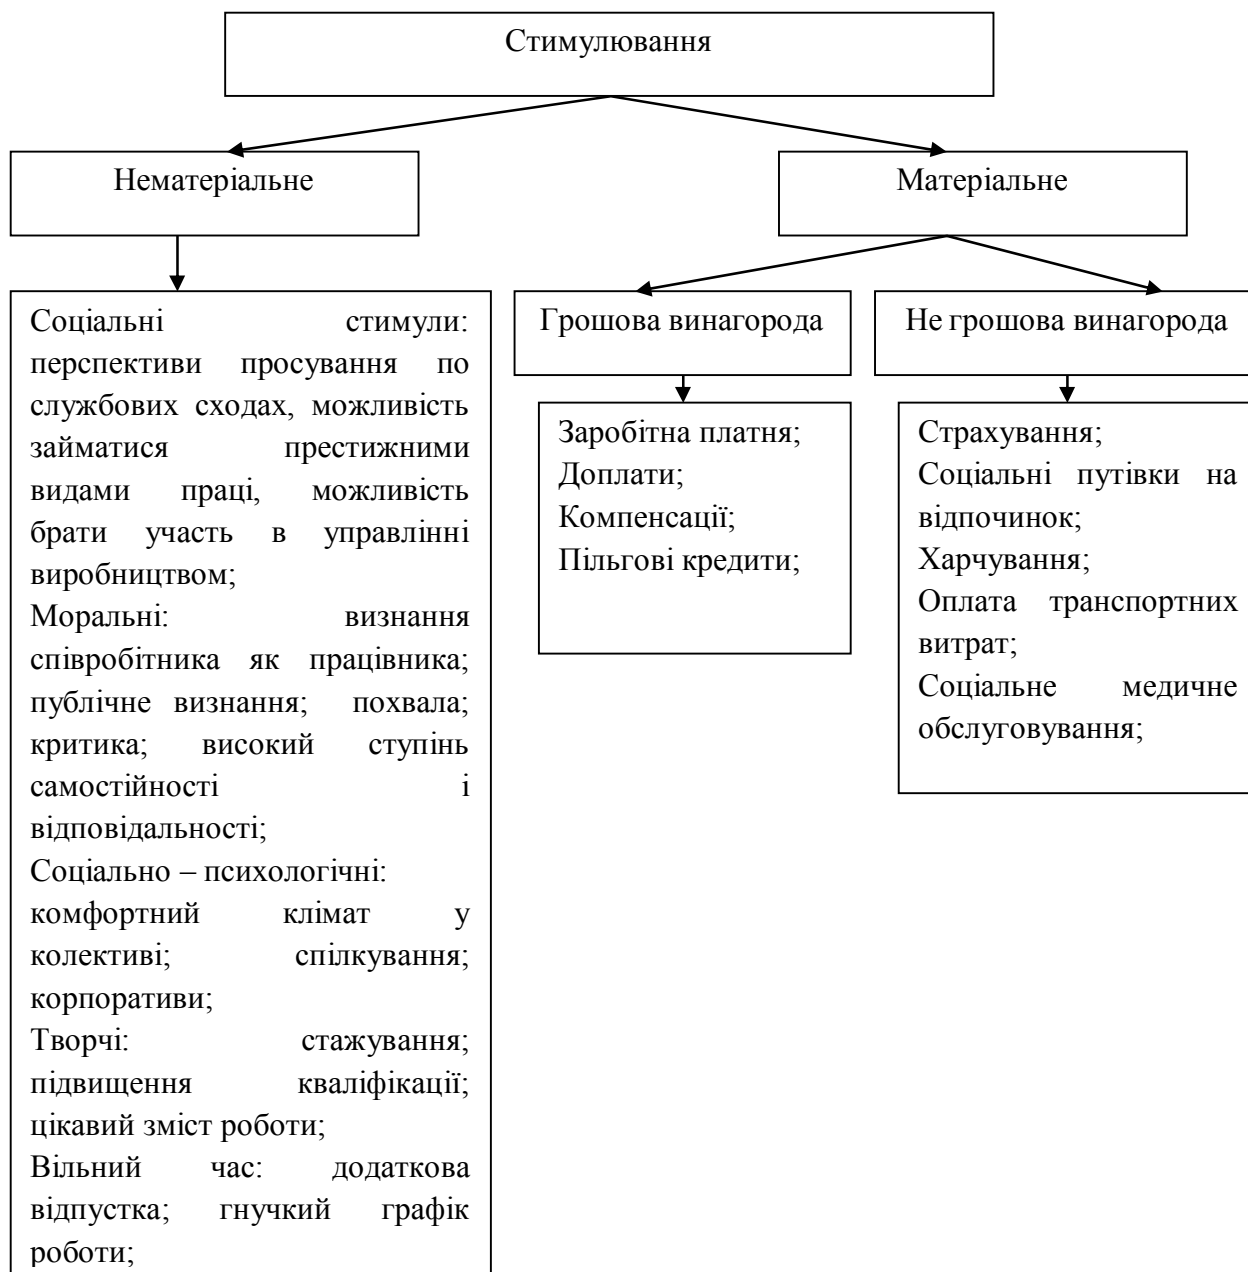 Стимулювання
Нематеріальне
Матеріальне
Соціальні стимули:
перспективи просування по
службових сходах, можливість
займатися престижними
видами праці, можливість
брати участь в управлінні
виробництвом;
Моральні: визнання
співробітника як працівника;
публічне визнання; похвала;
критика; високий ступінь
самостійності і
відповідальності;
Соціально – психологічні:
комфортний клімат у
колективі; спілкування;
корпоративи;
Творчі: стажування;
підвищення кваліфікації;
цікавий зміст роботи;
Вільний час: додаткова
відпустка; гнучкий графік
роботи;
Грошова винагорода
Заробітна платня;
Доплати;
Компенсації;
Пільгові кредити;
Не грошова винагорода
Страхування;
Соціальні путівки на
відпочинок;
Харчування;
Оплата транспортних
витрат;
Соціальне медичне
обслуговування;